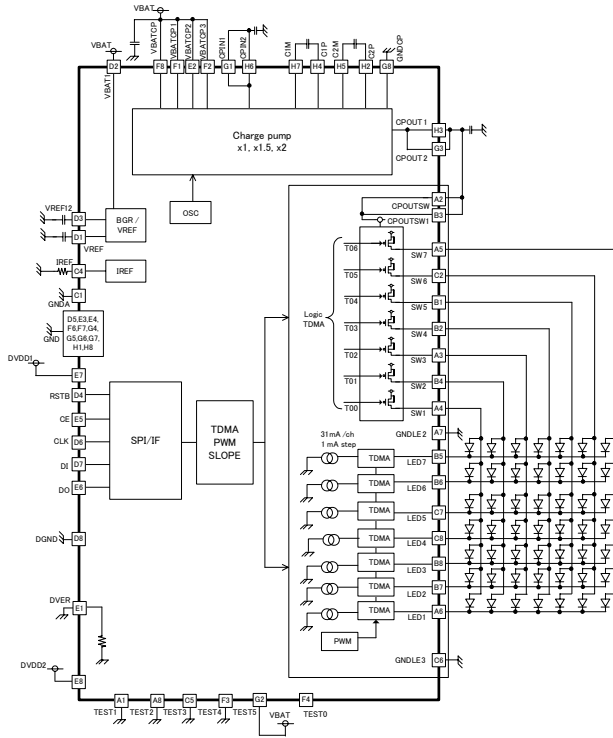 VBAT
VBAT
VBATCP
VBATCP1
VBATCP2
VBATCP3
CPIN1
CPIN2
C1M
C1P
C2M
C2P
GNDCP
D2
F8
F1
E2
F2
G1
H6
H7
H4
H5
H2
G8
VBAT1
Charge pump
x1, x1.5, x2
CPOUT1
H3
G3
CPOUT2
OSC
A2
CPOUTSW
B3
CPOUTSW1
VREF12
D3
BGR /
VREF
D1
VREF
IREF
C4
IREF
C1
GNDA
D5,E3,E4,
F6,F7,G4,
G5,G6,G7,
H1,H8
GND
Logic
TDMA
T06
SW7
A5
T05
SW6
C2
T04
SW5
B1
T03
SW4
B2
T02
SW3
A3
T01
SW2
B4
T00
SW1
A4
DVDD1
E7
RSTB
D4
CE
E5
CLK
D6
DI
D7
DO
E6
SPI/IF
TDMA
PWM
SLOPE
GNDLE2
A7
31mA /ch
1 mA step
TDMA
LED7
B5
TDMA
LED6
B6
TDMA
LED5
C7
TDMA
LED4
C8
TDMA
LED3
B8
TDMA
LED2
B7
TDMA
LED1
A6
PWM
DGND
D8
DVER
E1
GNDLE3
C6
DVDD2
E8
A1
A8
C5
F3
G2
F4
TEST1
TEST2
TEST3
TEST4
TEST5
TEST0
VBAT